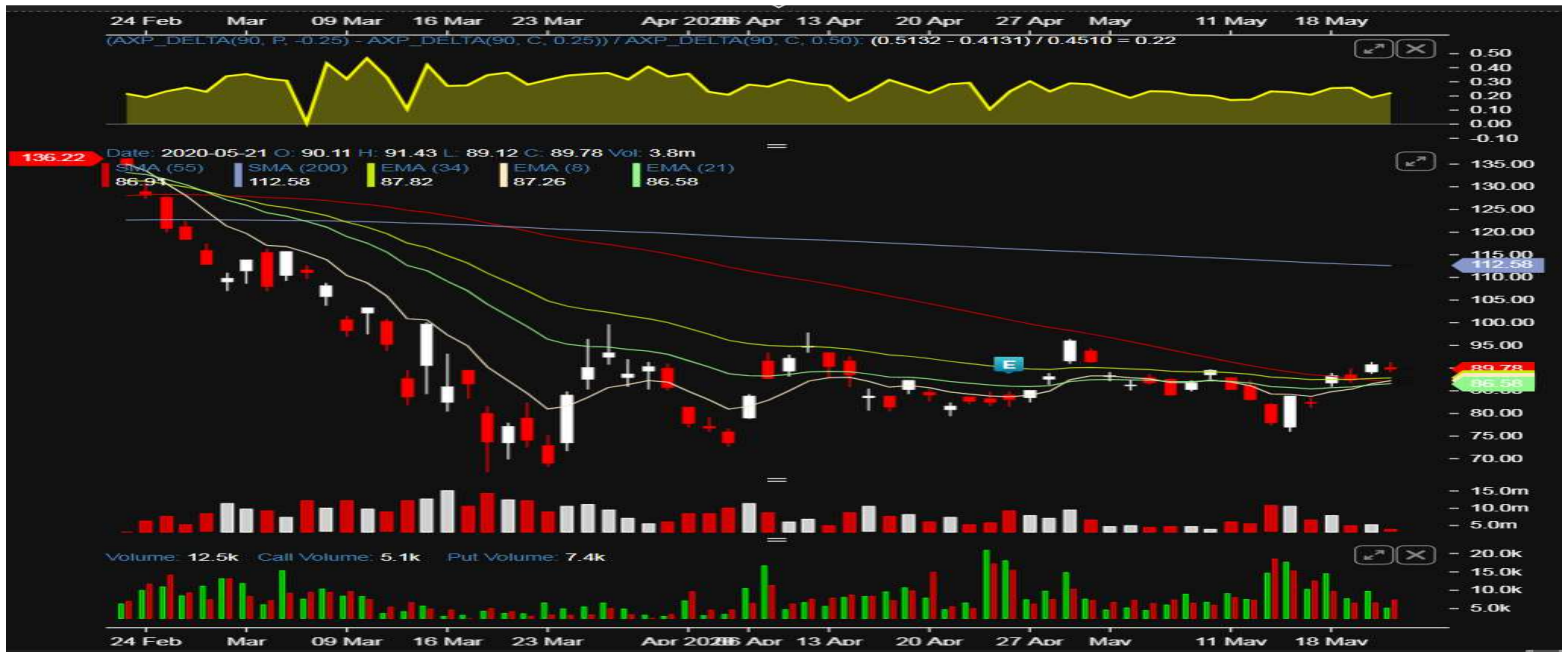 24 Feb Mar 09 Mar 16 Mar 23 Mar Apr 2020 06 Apr 13 Apr 20 Apr 27 Apr May 11 May 18 May
(AXP_DELTA(90, P, -0.25) - AXP_DELTA(90, C, 0.25)) / AXP_DELTA(90, C, 0.50): (0.5132 - 0.4131) / 0.4510 = 0.22
0.50
0.40
0.30
0.20
0.10
0.00
-0.10
136.22
Date: 2020-05-21 O: 90.11 H: 91.43 L: 89.12 C: 89.78 Vol: 3.8m
SMA (55) SMA (200) EMA (34) EMA (8) EMA (21)
86.91 112.58 87.82 87.26 86.58
135.00
130.00
125.00
120.00
115.00
112.58
110.00
105.00
100.00
95.00
E
89.78
86.58
80.00
75.00
70.00
15.0m
10.0m
5.0m
Volume: 12.5k Call Volume: 5.1k Put Volume: 7.4k
20.0k
15.0k
10.0k
5.0k
24 Feb Mar 09 Mar 16 Mar 23 Mar Apr 2020 06 Apr 13 Apr 20 Apr 27 Apr May 11 May 18 May